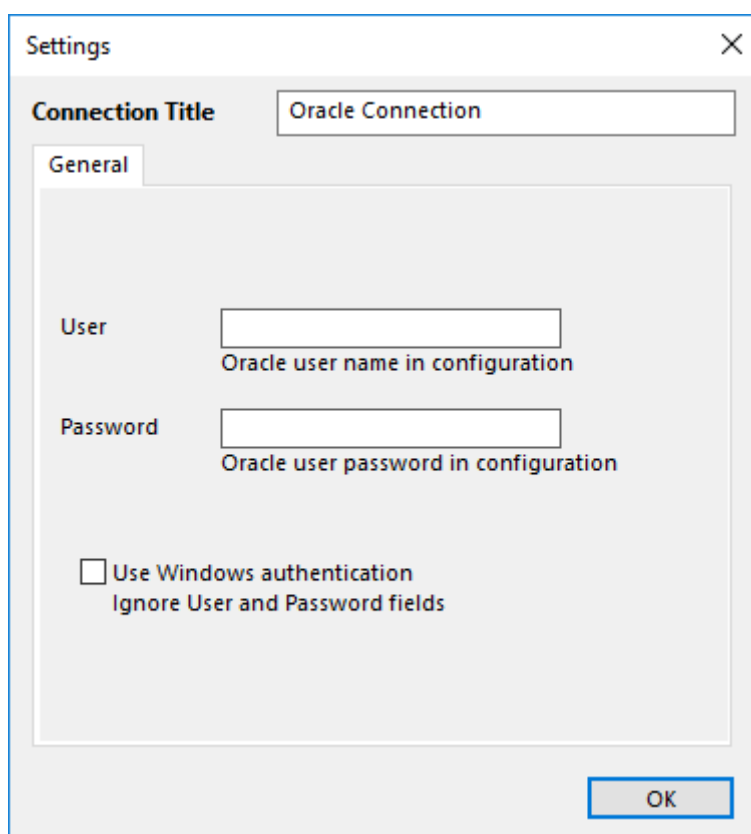 Settings
Connection Title
Oracle Connection
General
User
Oracle user name in configuration
Password
Oracle user password in configuration
Use Windows authentication
Ignore User and Password fields
OK